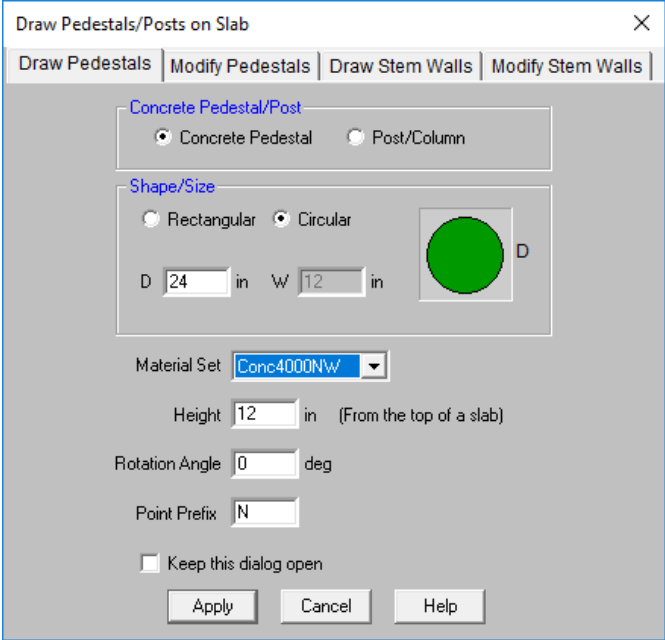 Draw Pedestals/Posts on Slab
Draw Pedestals Modify Pedestals Draw Stem Walls Modify Stem Walls
Concrete Pedestal/Post
Concrete Pedestal Post/Column
Shape/Size
Rectangular Circular
D
D 24 in W 12 in
Material Set Conc4000NW
Height 12 in (From the top of a slab)
Rotation Angle 0 deg
Point Prefix N
Keep this dialog open
Apply Cancel Help